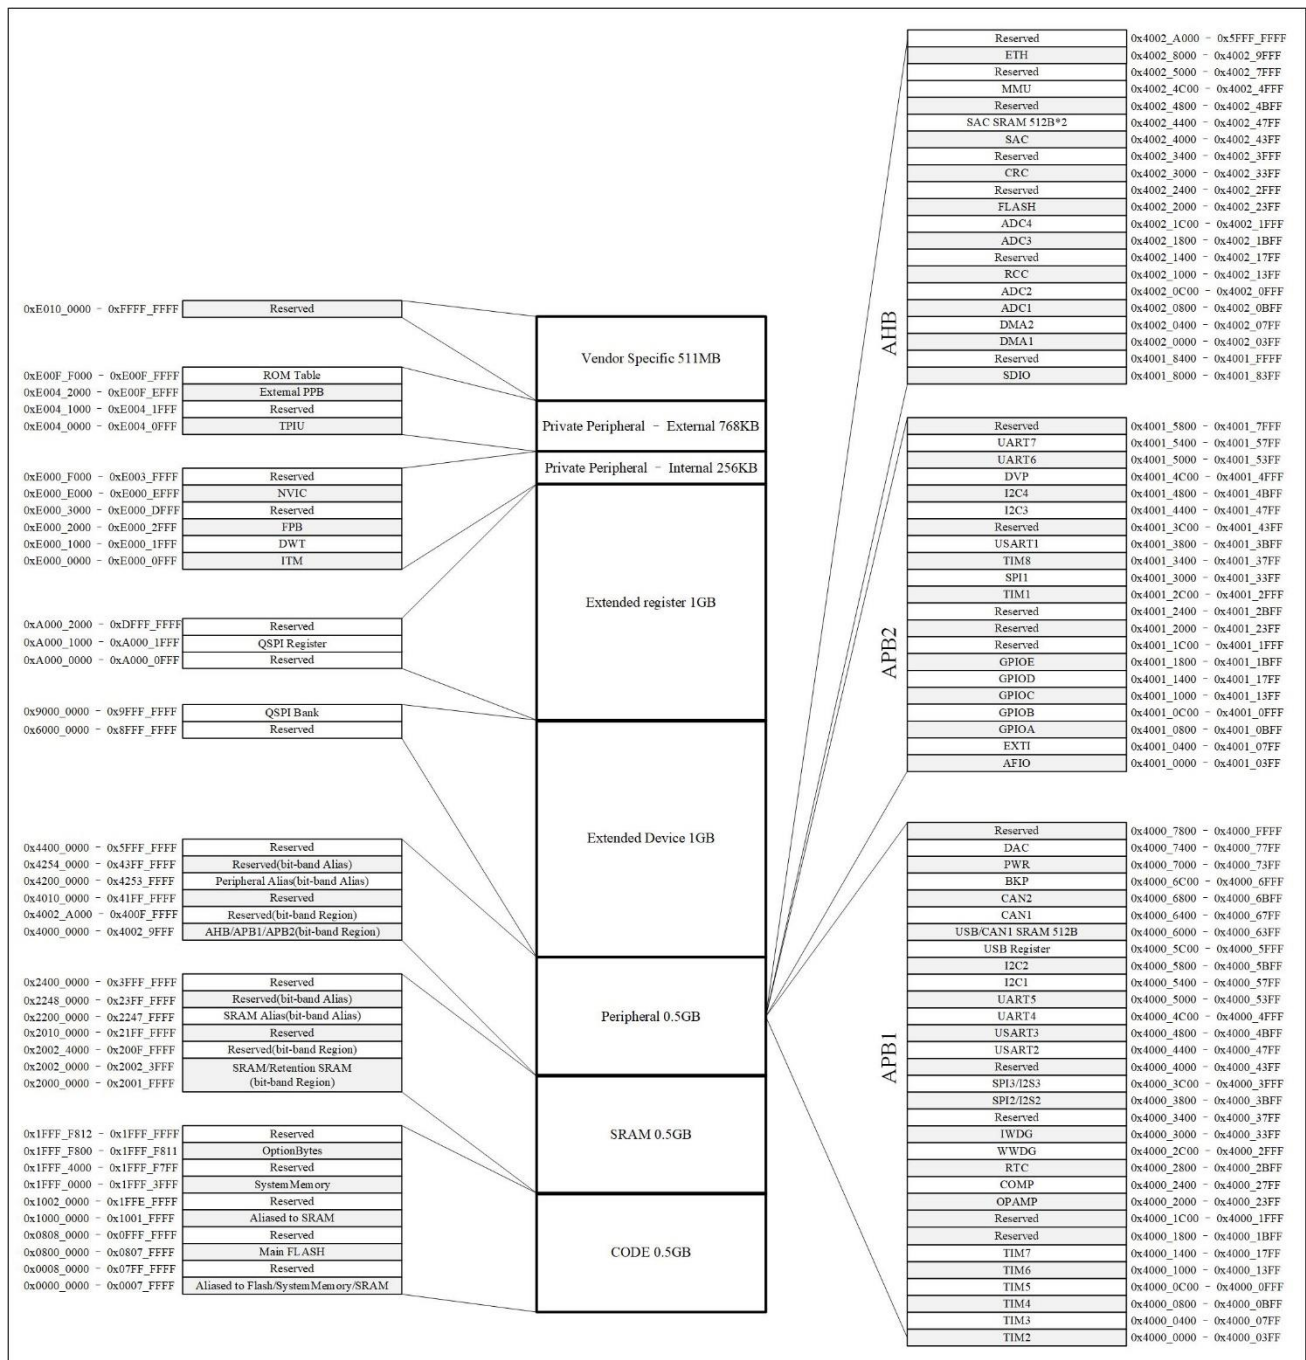 0xE010_0000 - 0xFFFF_FFFF Reserved
0xE00F_F000 - 0xE00F_FFFF ROM Table
0xE004_2000 - 0xE00F_EFFF External PPB
0xE004_1000 - 0xE004_1FFF Reserved
0xE004_0000 - 0xE004_0FFF TPIU
0xE000_F000 - 0xE003_FFFF Reserved
0xE000_E000 - 0xE000_EFFF NVIC
0xE000_3000 - 0xE000_DFFF Reserved
0xE000_2000 - 0xE000_2FFF FPB
0xE000_1000 - 0xE000_1FFF DWT
0xE000_0000 - 0xE000_0FFF ITM
0xA000_2000 - 0xDFFF_FFFF Reserved
0xA000_1000 - 0xA000_1FFF QSPI Register
0xA000_0000 - 0xA000_0FFF Reserved
0x9000_0000 - 0x9FFF_FFFF QSPI Bank
0x6000_0000 - 0x8FFF_FFFF Reserved
0x4400_0000 - 0x5FFF_FFFF Reserved
0x4254_0000 - 0x43FF_FFFF Reserved(bit-band Alias)
0x4200_0000 - 0x4253_FFFF Peripheral Alias(bit-band Alias)
0x4010_0000 - 0x41FF_FFFF Reserved
0x4002_A000 - 0x400F_FFFF Reserved(bit-band Region)
0x4000_0000 - 0x4002_9FFF AHB/APB1/APB2(bit-band Region)
0x2400_0000 - 0x3FFF_FFFF Reserved
0x2248_0000 - 0x23FF_FFFF Reserved(bit-band Alias)
0x2200_0000 - 0x2247_FFFF SRAM Alias(bit-band Alias)
0x2010_0000 - 0x21FF_FFFF Reserved
0x2002_4000 - 0x200F_FFFF Reserved(bit-band Region)
0x2002_0000 - 0x2002_3FFF SRAM/Retention SRAM
0x2000_0000 - 0x2001_FFFF (bit-band Region)
0x1FFF_F812 - 0x1FFF_FFFF Reserved
0x1FFF_F800 - 0x1FFF_F811 OptionBytes
0x1FFF_4000 - 0x1FFF_F7FF Reserved
0x1FFF_0000 - 0x1FFF_3FFF SystemMemory
0x1002_0000 - 0x1FFE_FFFF Reserved
0x1000_0000 - 0x1001_FFFF Aliased to SRAM
0x0808_0000 - 0x0FFF_FFFF Reserved
0x0800_0000 - 0x0807_FFFF Main FLASH
0x0008_0000 - 0x07FF_FFFF Reserved
0x0000_0000 - 0x0007_FFFF Aliased to Flash/SystemMemory/SRAM
Vendor Specific 511MB
Private Peripheral - External 768KB
Private Peripheral - Internal 256KB
Extended register 1GB
Extended Device 1GB
Peripheral 0.5GB
SRAM 0.5GB
CODE 0.5GB
AHB
Reserved 0x4002_A000 - 0x5FFF_FFFF
ETH 0x4002_8000 - 0x4002_9FFF
Reserved 0x4002_5000 - 0x4002_7FFF
MMU 0x4002_4C00 - 0x4002_4FFF
Reserved 0x4002_4800 - 0x4002_4BFF
SAC SRAM 512B*2 0x4002_4400 - 0x4002_47FF
SAC 0x4002_4000 - 0x4002_43FF
Reserved 0x4002_3400 - 0x4002_3FFF
CRC 0x4002_3000 - 0x4002_33FF
Reserved 0x4002_2400 - 0x4002_2FFF
FLASH 0x4002_2000 - 0x4002_23FF
ADC4 0x4002_1C00 - 0x4002_1FFF
ADC3 0x4002_1800 - 0x4002_1BFF
Reserved 0x4002_1400 - 0x4002_17FF
RCC 0x4002_1000 - 0x4002_13FF
ADC2 0x4002_0C00 - 0x4002_0FFF
ADC1 0x4002_0800 - 0x4002_0BFF
DMA2 0x4002_0400 - 0x4002_07FF
DMA1 0x4002_0000 - 0x4002_03FF
Reserved 0x4001_8400 - 0x4001_FFFF
SDIO 0x4001_8000 - 0x4001_83FF
APB2
Reserved 0x4001_5800 - 0x4001_7FFF
UART7 0x4001_5400 - 0x4001_57FF
UART6 0x4001_5000 - 0x4001_53FF
DVP 0x4001_4C00 - 0x4001_4FFF
I2C4 0x4001_4800 - 0x4001_4BFF
I2C3 0x4001_4400 - 0x4001_47FF
Reserved 0x4001_3C00 - 0x4001_43FF
USART1 0x4001_3800 - 0x4001_3BFF
TIM8 0x4001_3400 - 0x4001_37FF
SPI1 0x4001_3000 - 0x4001_33FF
TIM1 0x4001_2C00 - 0x4001_2FFF
Reserved 0x4001_2400 - 0x4001_2BFF
Reserved 0x4001_2000 - 0x4001_23FF
Reserved 0x4001_1C00 - 0x4001_1FFF
GPIOE 0x4001_1800 - 0x4001_1BFF
GPIOD 0x4001_1400 - 0x4001_17FF
GPIOC 0x4001_1000 - 0x4001_13FF
GPIOB 0x4001_0C00 - 0x4001_0FFF
GPIOA 0x4001_0800 - 0x4001_0BFF
EXTI 0x4001_0400 - 0x4001_07FF
AFIO 0x4001_0000 - 0x4001_03FF
APB1
Reserved 0x4000_7800 - 0x4000_FFFF
DAC 0x4000_7400 - 0x4000_77FF
PWR 0x4000_7000 - 0x4000_73FF
BKP 0x4000_6C00 - 0x4000_6FFF
CAN2 0x4000_6800 - 0x4000_6BFF
CAN1 0x4000_6400 - 0x4000_67FF
USB/CAN1 SRAM 512B 0x4000_6000 - 0x4000_63FF
USB Register 0x4000_5C00 - 0x4000_5FFF
I2C2 0x4000_5800 - 0x4000_5BFF
I2C1 0x4000_5400 - 0x4000_57FF
UART5 0x4000_5000 - 0x4000_53FF
UART4 0x4000_4C00 - 0x4000_4FFF
USART3 0x4000_4800 - 0x4000_4BFF
USART2 0x4000_4400 - 0x4000_47FF
Reserved 0x4000_4000 - 0x4000_43FF
SPI3/I2S3 0x4000_3C00 - 0x4000_3FFF
SPI2/I2S2 0x4000_3800 - 0x4000_3BFF
Reserved 0x4000_3400 - 0x4000_37FF
IWDG 0x4000_3000 - 0x4000_33FF
WWDG 0x4000_2C00 - 0x4000_2FFF
RTC 0x4000_2800 - 0x4000_2BFF
COMP 0x4000_2400 - 0x4000_27FF
OPAMP 0x4000_2000 - 0x4000_23FF
Reserved 0x4000_1C00 - 0x4000_1FFF
Reserved 0x4000_1800 - 0x4000_1BFF
TIM7 0x4000_1400 - 0x4000_17FF
TIM6 0x4000_1000 - 0x4000_13FF
TIM5 0x4000_0C00 - 0x4000_0FFF
TIM4 0x4000_0800 - 0x4000_0BFF
TIM3 0x4000_0400 - 0x4000_07FF
TIM2 0x4000_0000 - 0x4000_03FF